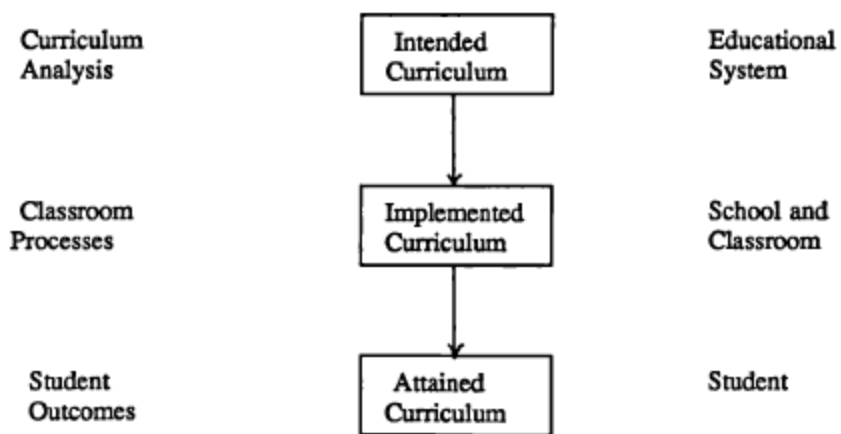 Curriculum
Analysis
Intended
Curriculum
Educational
System
Classroom
Processes
Implemented
Curriculum
School and
Classroom
Student
Outcomes
Attained
Curriculum
Student